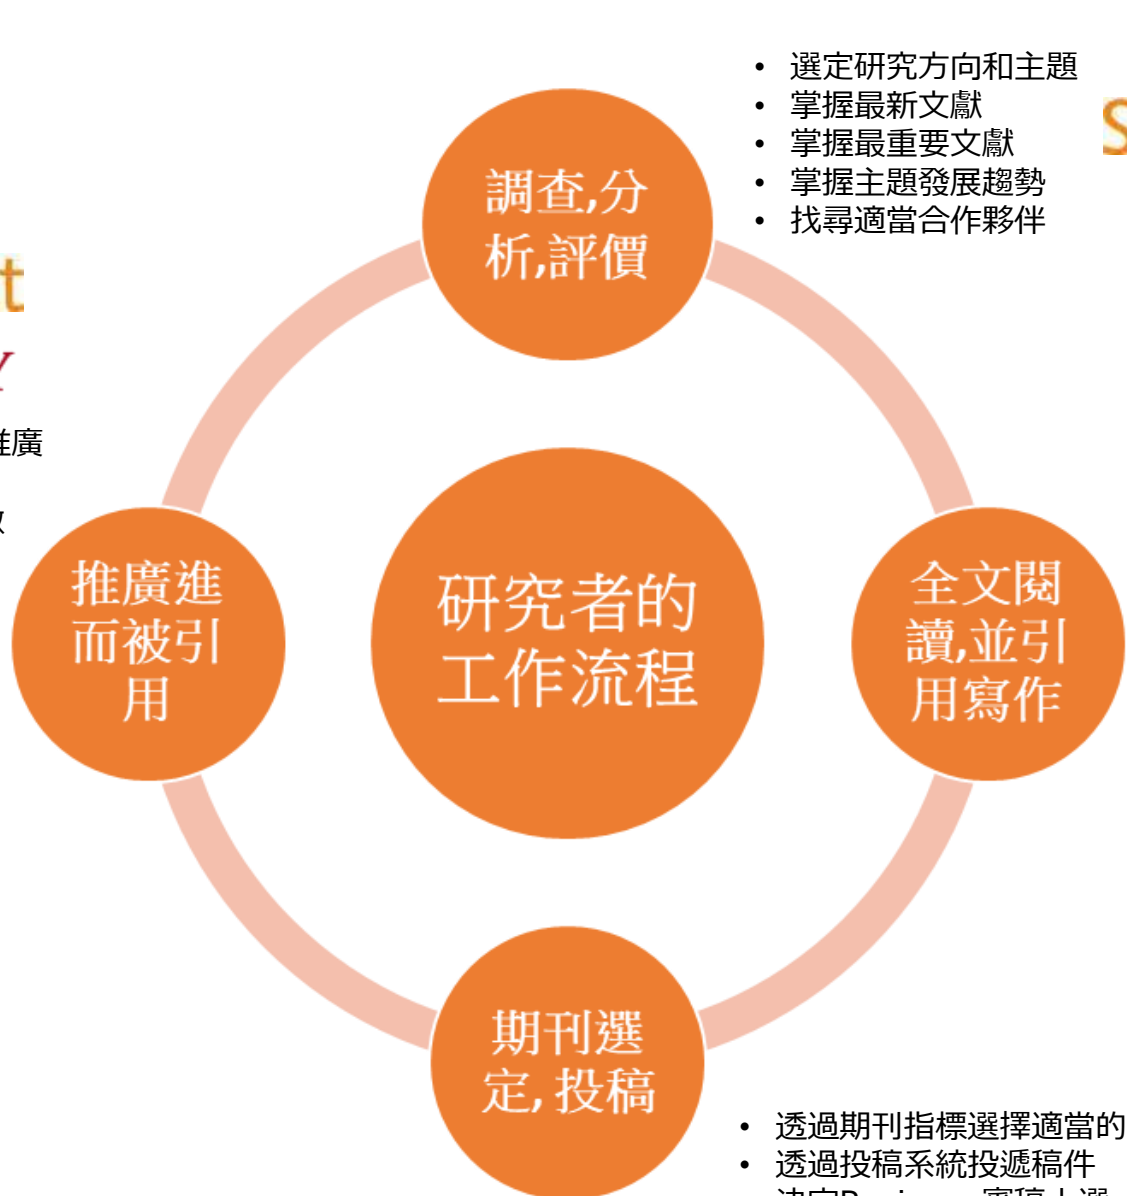 • 選定研究方向和主題
• 掌握最新文獻
• 掌握最重要文獻
• 掌握主題發展趨勢
• 找尋適當合作夥伴
調查,分
析,評價
t
Y
推廣
推廣進
而被引
用
研究者的
工作流程
全文閱
讀,並引
用寫作
期刊選
定, 投稿
• 透過期刊指標選擇適當的
• 透過投稿系統投遞稿件